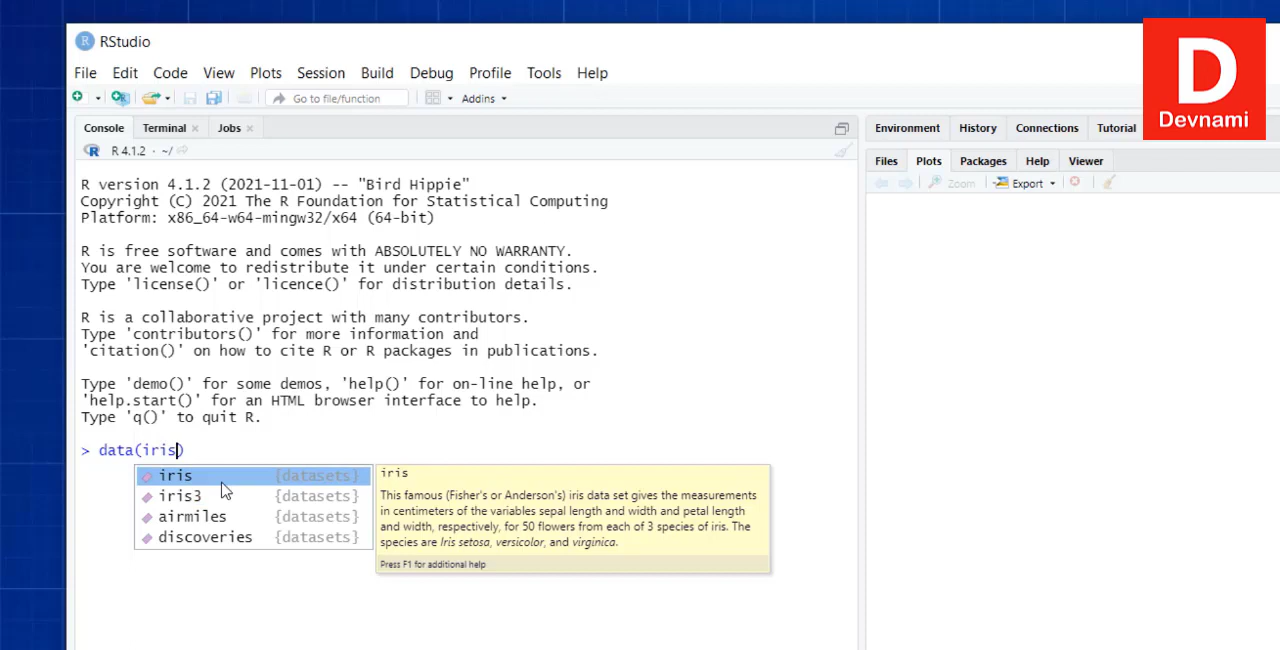 R RStudio
D
Devnami
File Edit Code View Plots Session Build Debug Profile Tools Help
Go to file/function Addins
Console Terminal Jobs
Environment History Connections Tutorial
R R 4.1.2 · ~/
Files Plots Packages Help Viewer
Zoom Export
R version 4.1.2 (2021-11-01) -- "Bird Hippie"
Copyright (C) 2021 The R Foundation for Statistical Computing
Platform: x86_64-w64-mingw32/x64 (64-bit)
R is free software and comes with ABSOLUTELY NO WARRANTY.
You are welcome to redistribute it under certain conditions.
Type 'license()' or 'licence()' for distribution details.
R is a collaborative project with many contributors.
Type 'contributors()' for more information and
'citation()' on how to cite R or R packages in publications.
Type 'demo()' for some demos, 'help()' for on-line help, or
'help.start()' for an HTML browser interface to help.
Type 'q()' to quit R.
> data(iris)
iris {datasets}
iris3 {datasets}
airmiles {datasets}
discoveries {datasets}
iris
This famous (Fisher's or Anderson's) iris data set gives the measurements
in centimeters of the variables sepal length and width and petal length
and width, respectively, for 50 flowers from each of 3 species of iris. The
species are Iris setosa, versicolor, and virginica.
Press F1 for additional help